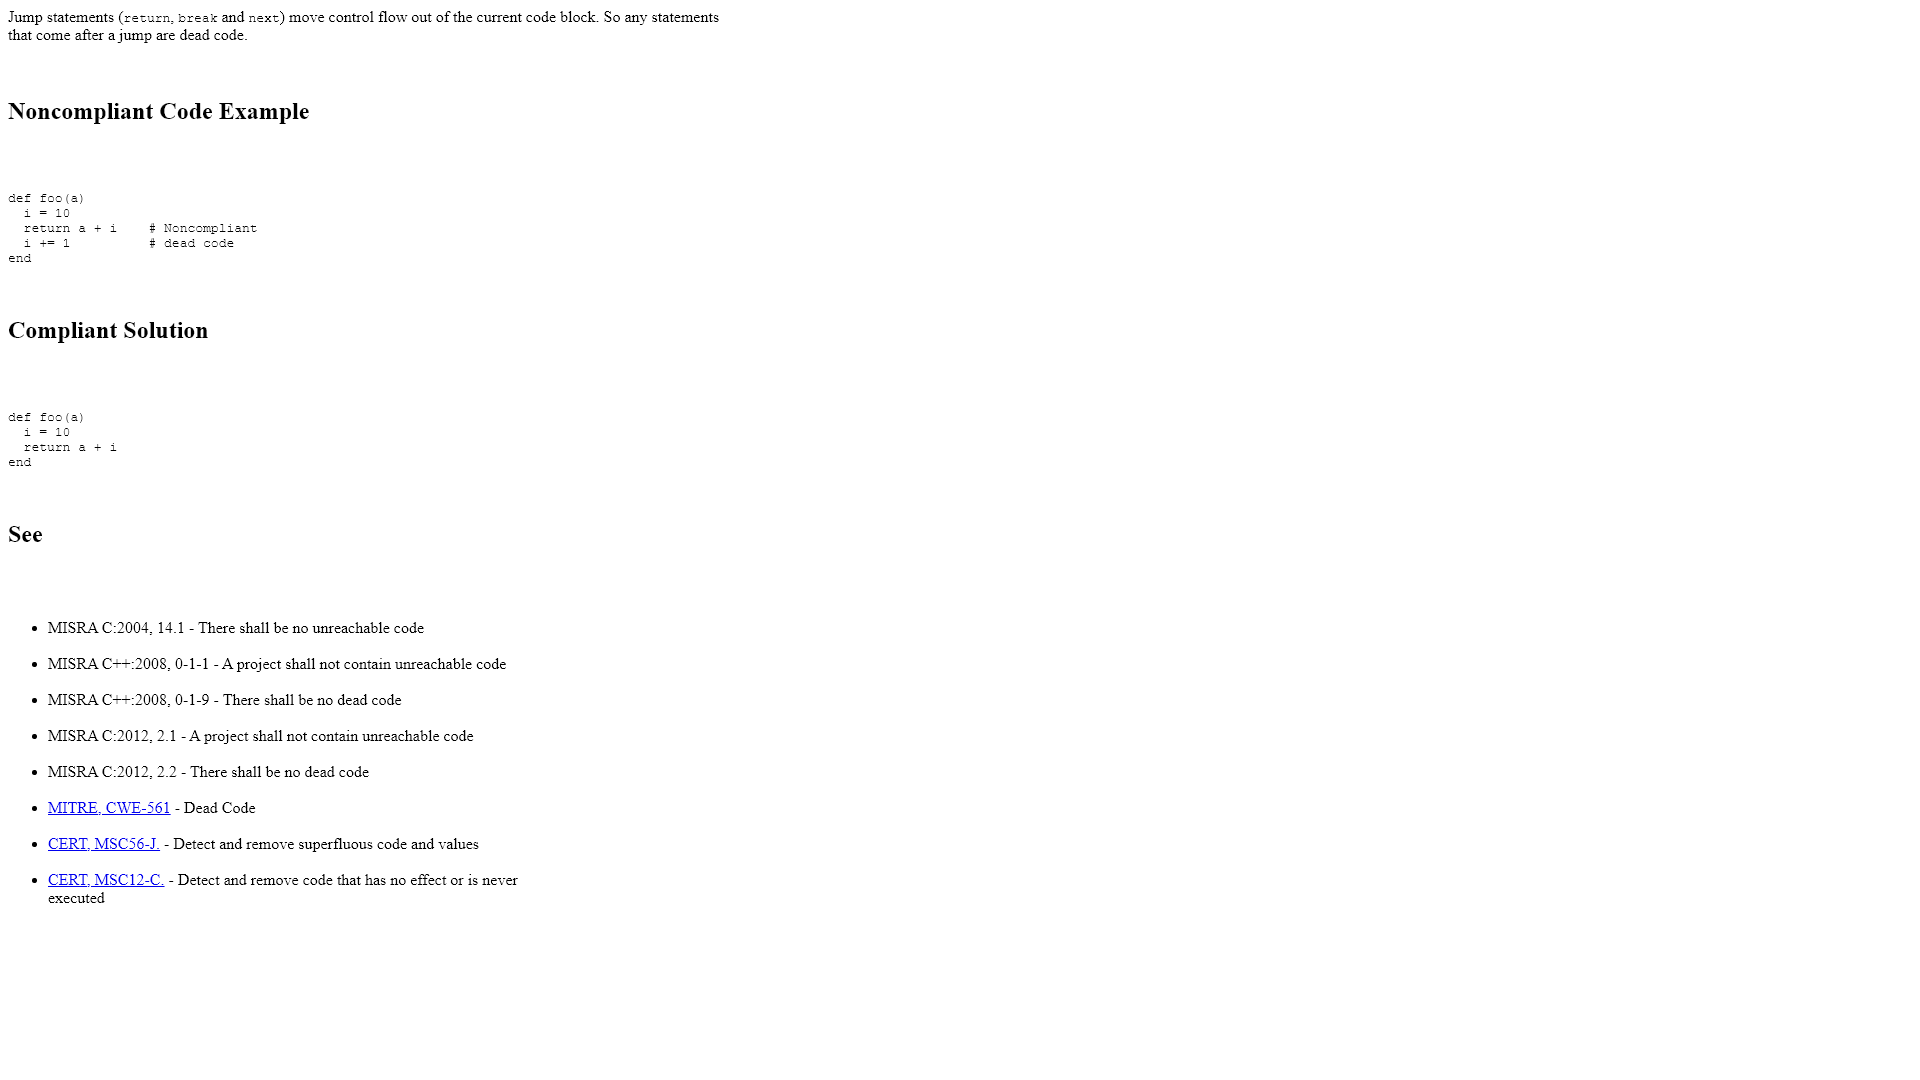 Jump statements (return, break and next) move control flow out of the current code block. So any statements
that come after a jump are dead code.
Noncompliant Code Example
def foo(a)
  i = 10
  return a + i    # Noncompliant
  i += 1          # dead code
end
Compliant Solution
def foo(a)
  i = 10
  return a + i
end
See
• MISRA C:2004, 14.1 - There shall be no unreachable code
• MISRA C++:2008, 0-1-1 - A project shall not contain unreachable code
• MISRA C++:2008, 0-1-9 - There shall be no dead code
• MISRA C:2012, 2.1 - A project shall not contain unreachable code
• MISRA C:2012, 2.2 - There shall be no dead code
• MITRE, CWE-561 - Dead Code
• CERT, MSC56-J. - Detect and remove superfluous code and values
• CERT, MSC12-C. - Detect and remove code that has no effect or is never
executed